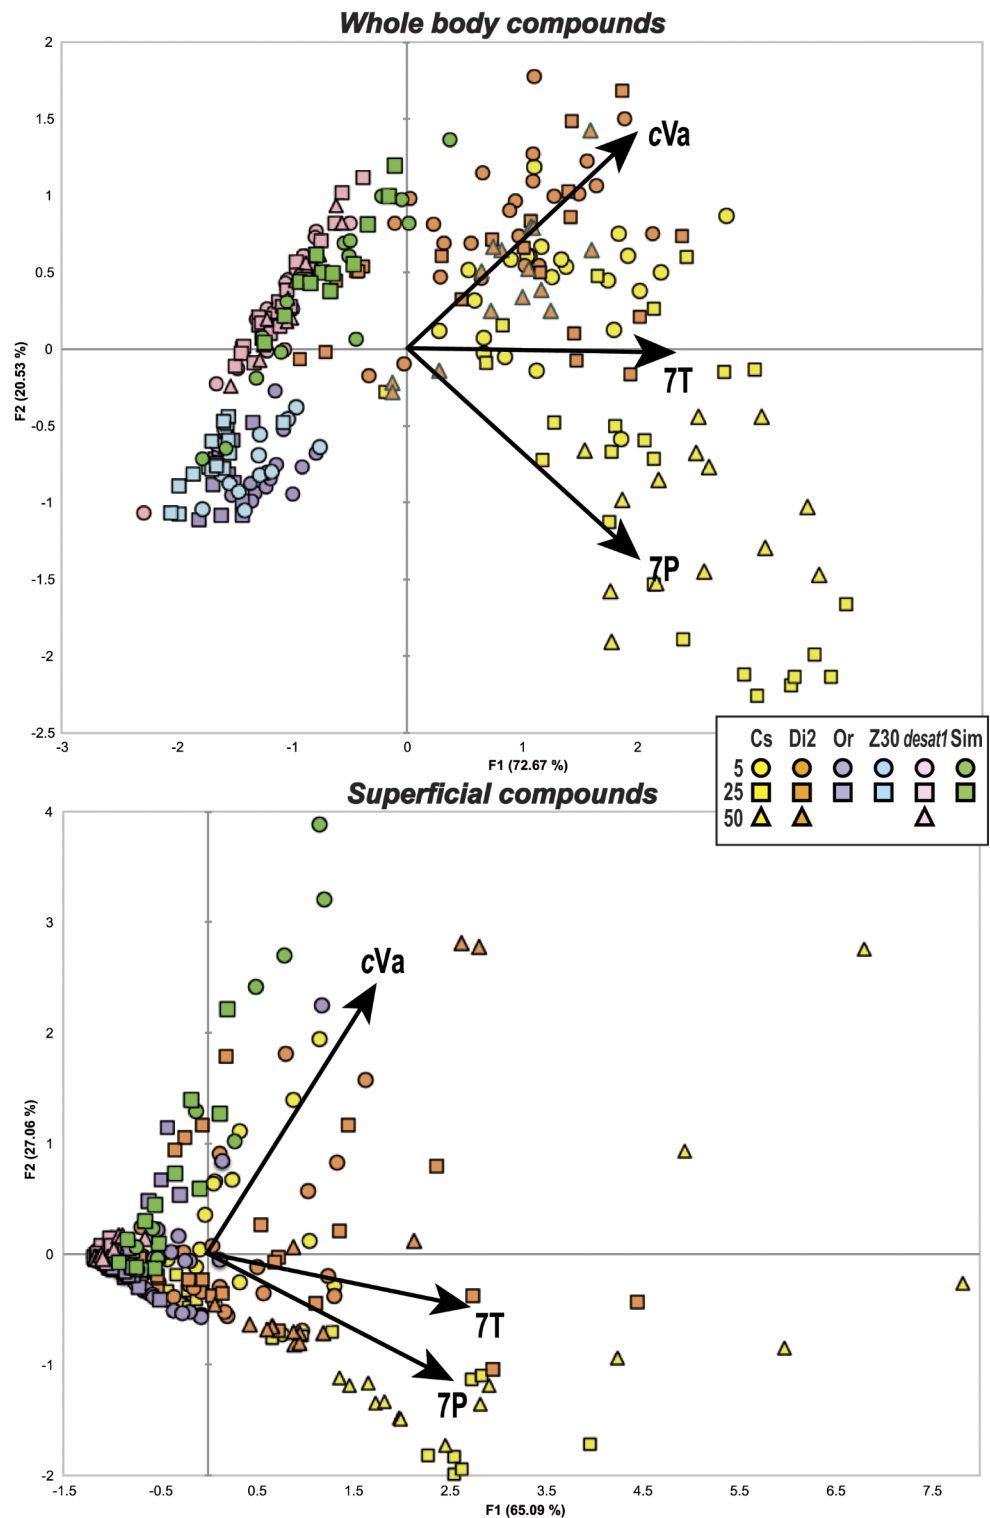 Whole body compounds
2
1.5
1
0.5
0
-0.5
-1
-1.5
-2
-2.5
F2 (20.53 %)
cVa
7T
7P
-3 -2 -1 0 1 2
F1 (72.67 %)
Cs Di2 Or Z30 desat1 Sim
5
25
50
Superficial compounds
4
3
2
1
0
-1
-2
F2 (27.06 %)
cVa
7T
7P
-1.5 -0.5 0.5 1.5 2.5 3.5 4.5 5.5 6.5 7.5
F1 (65.09 %)